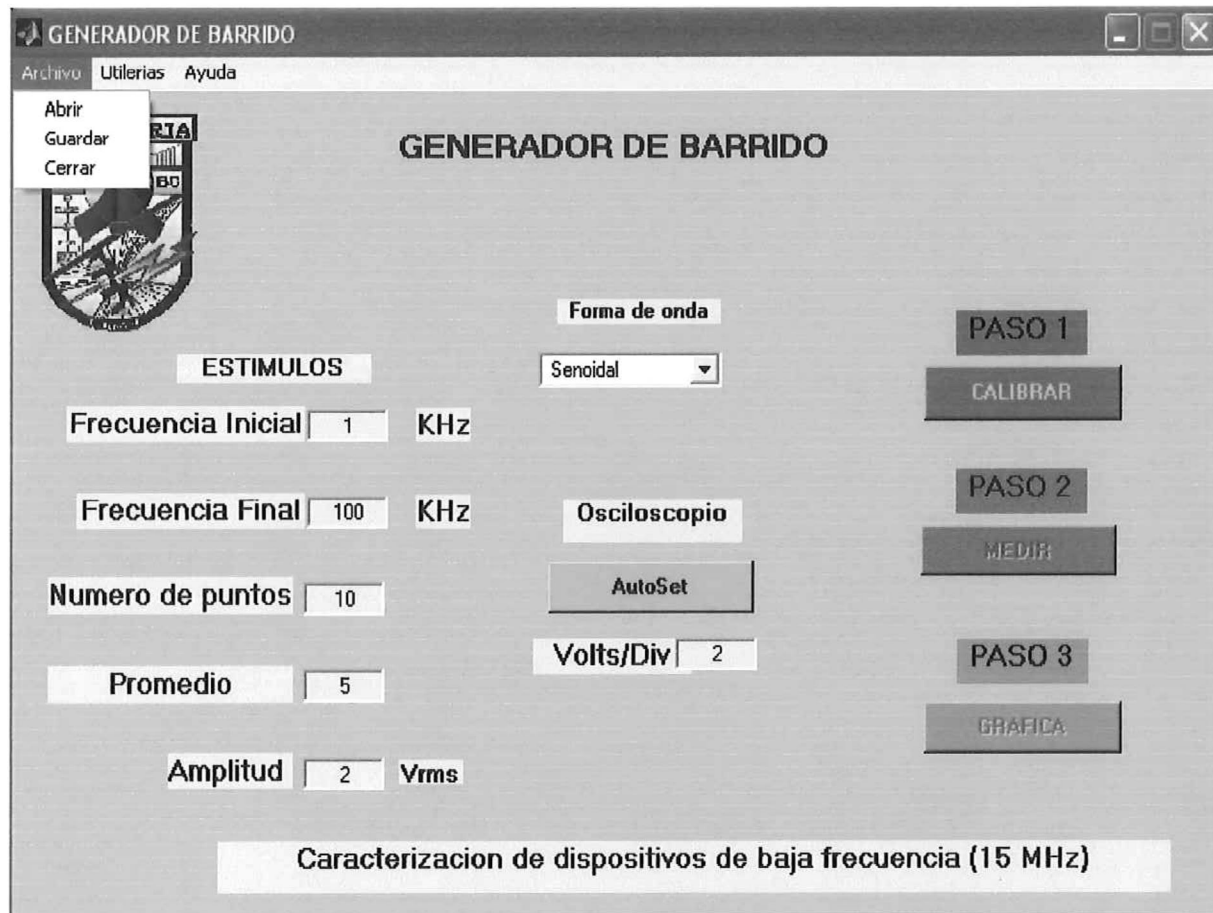 GENERADOR DE BARRIDO
Archivo Utilerias Ayuda
Abrir
Guardar
Cerrar
GENERADOR DE BARRIDO
Forma de onda
Senoidal
ESTIMULOS
Frecuencia Inicial 1 KHz
Frecuencia Final 100 KHz
Numero de puntos 10
Promedio 5
Amplitud 2 Vrms
Osciloscopio
AutoSet
Volts/Div 2
PASO 1
CALIBRAR
PASO 2
MEDIR
PASO 3
GRAFICA
Caracterizacion de dispositivos de baja frecuencia (15 MHz)